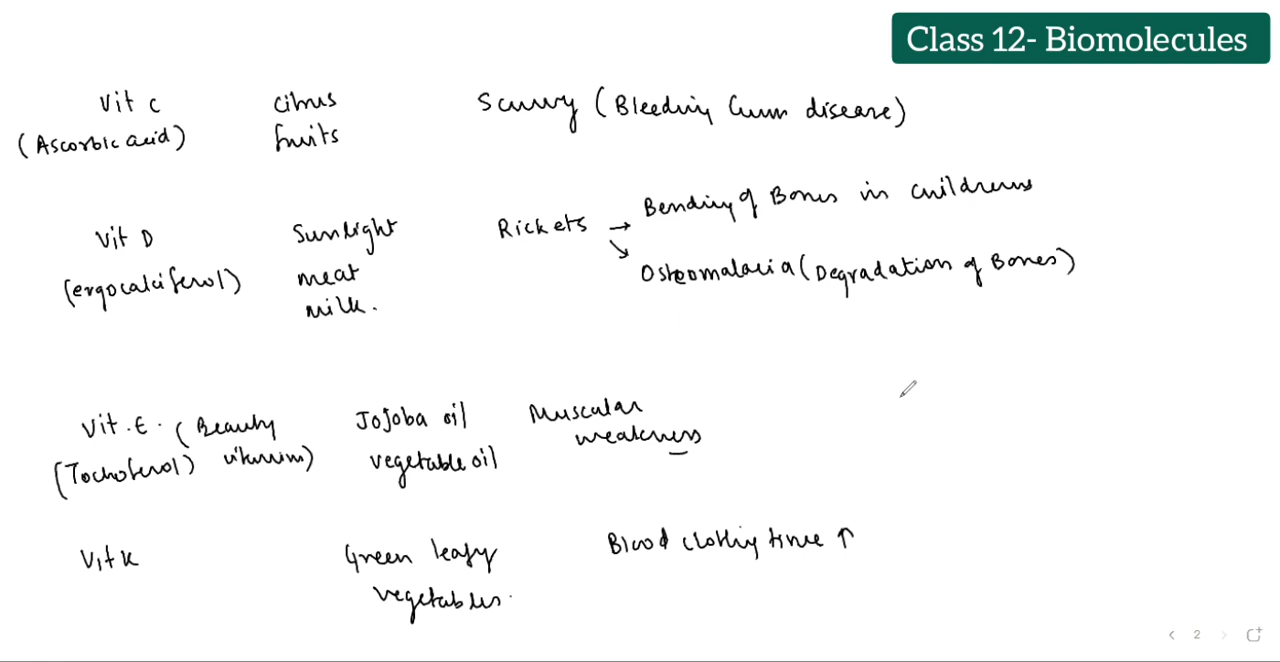 Class 12- Biomolecules
Vit C citrus Scurvy (Bleeding Gum disease)
(Ascorbic acid) fruits
Vit D Sunlight Rickets → Bending of Bones in childrens
(ergocalciferol) meat ↘ Osteomalacia (Degradation of Bones)
milk.
Vit.E. (Beauty Jojoba oil Muscular
(Tochoferol) vitamin) vegetable oil weakness
Vit K Green leafy Blood clotting time ↑
vegetables.
2